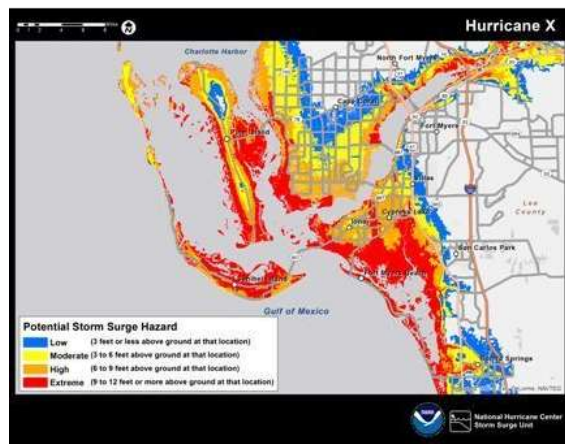 Hurricane X
Charlotte Harbor
North Fort Myers
Cape Coral
Fort Myers
Pine Island
Villas
Cypress Lake
Iona
Lee
County
San Carlos Park
Sanibel Island
Fort Myers Beach
Gulf of Mexico
Bonita Springs
Potential Storm Surge Hazard
Low (3 feet or less above ground at that location)
Moderate (3 to 6 feet above ground at that location)
High (6 to 9 feet above ground at that location)
Extreme (9 to 12 feet or more above ground at that location)
NAVTEQ
NOAA
National Hurricane Center
Storm Surge Unit